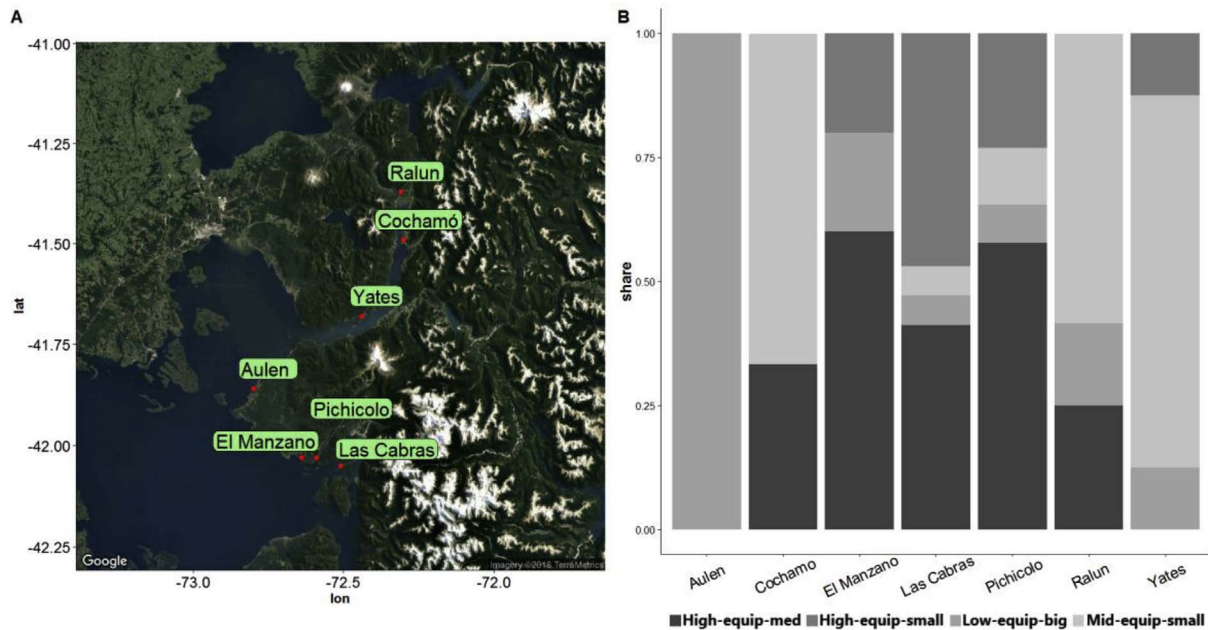 A
-41.00
-41.25
-41.50
-41.75
-42.00
-42.25
lat
Ralun
Cochamó
Yates
Aulen
Pichicolo
El Manzano
Las Cabras
Google
Imagery ©2015 TerraMetrics
-73.0
-72.5
-72.0
lon
B
1.00
0.75
0.50
0.25
0.00
share
Aulen
Cochamo
El Manzano
Las Cabras
Pichicolo
Ralun
Yates
High-equip-med High-equip-small Low-equip-big Mid-equip-small